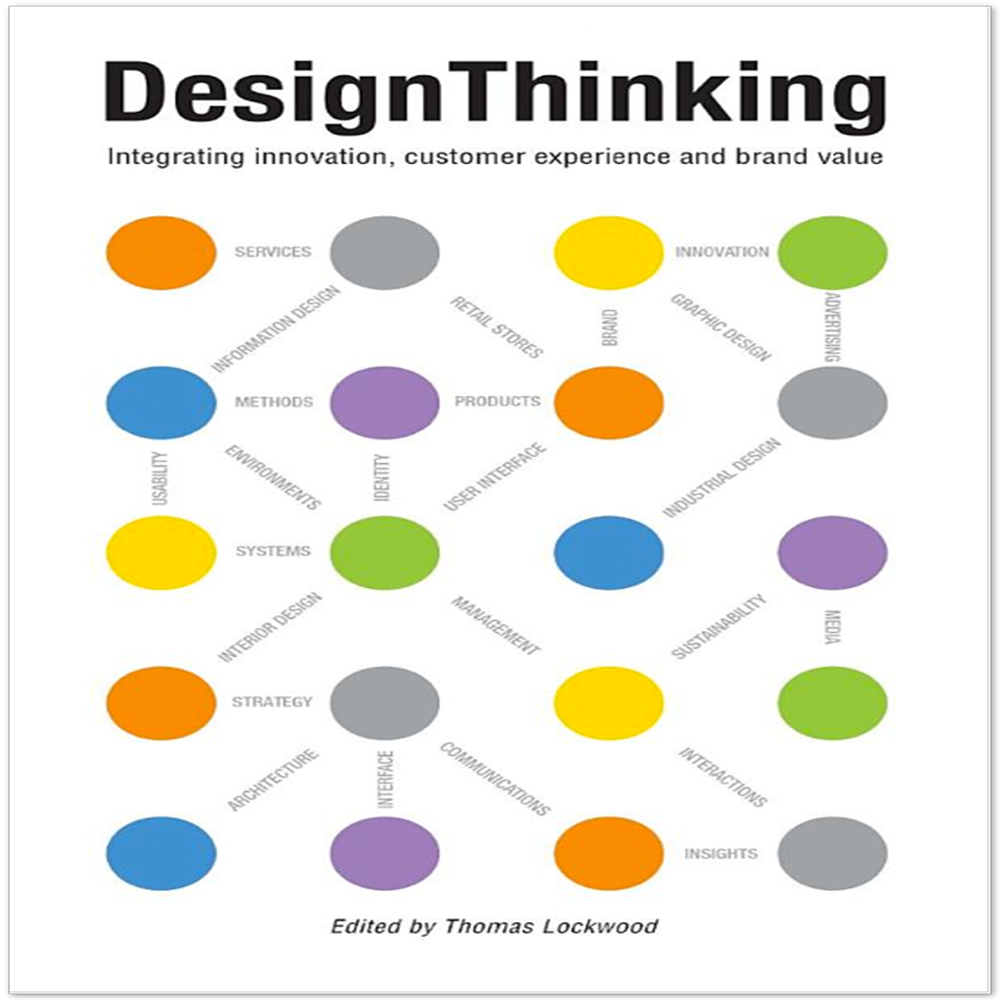 DesignThinking
Integrating innovation, customer experience and brand value
SERVICES
INNOVATION
INFORMATION DESIGN
RETAIL STORES
BRAND
GRAPHIC DESIGN
ADVERTISING
METHODS
PRODUCTS
USABILITY
ENVIRONMENTS
IDENTITY
USER INTERFACE
INDUSTRIAL DESIGN
SYSTEMS
INTERIOR DESIGN
MANAGEMENT
SUSTAINABILITY
MEDIA
STRATEGY
ARCHITECTURE
INTERFACE
COMMUNICATIONS
INTERACTIONS
INSIGHTS
Edited by Thomas Lockwood